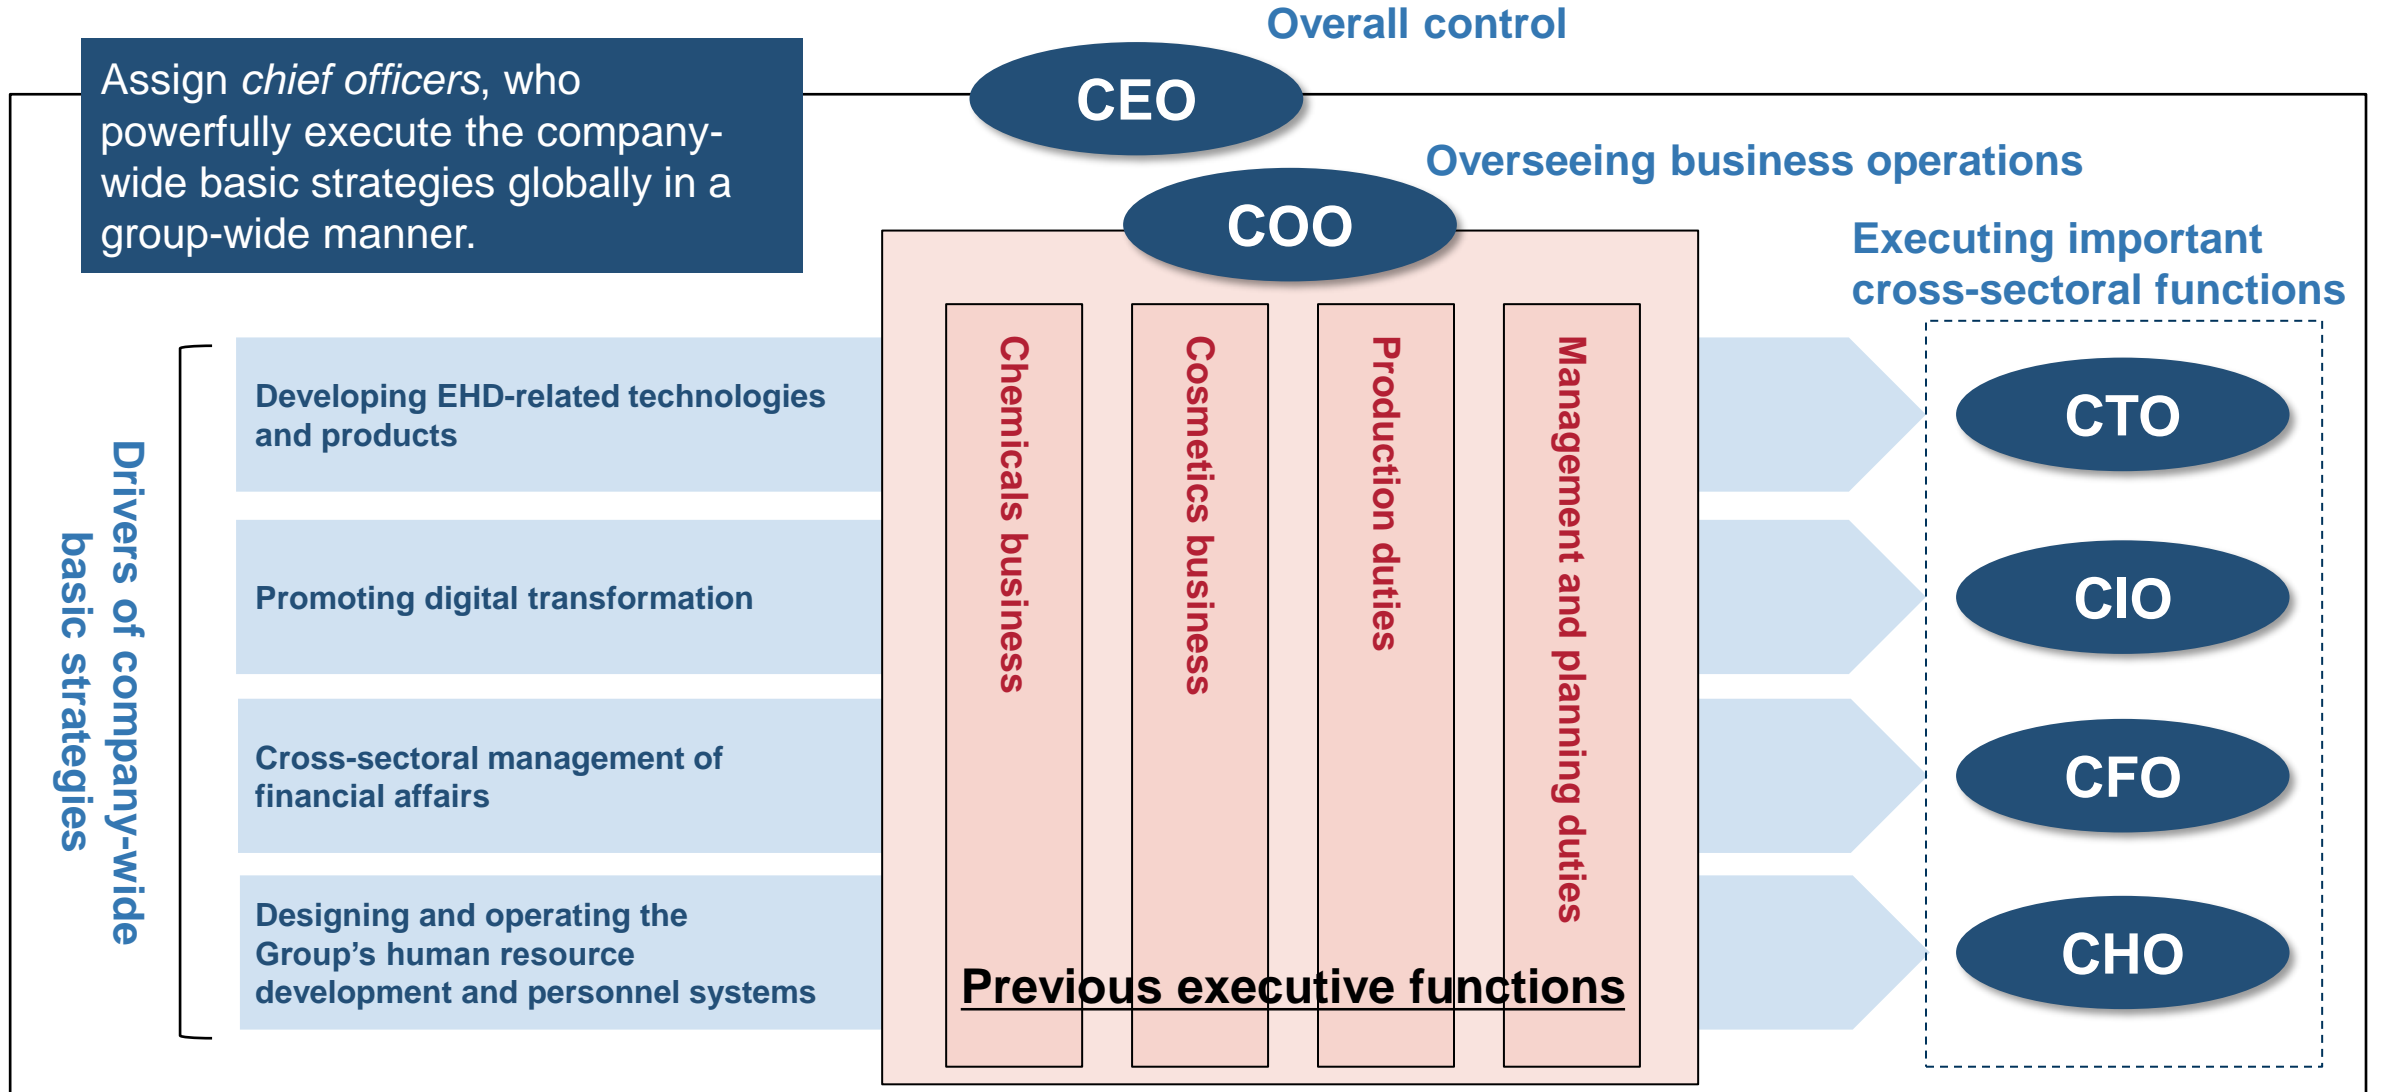 Overall control
Assign chief officers, who
powerfully execute the company-
wide basic strategies globally in a
group-wide manner.
CEO
Overseeing business operations
COO
Executing important
cross-sectoral functions
Drivers of company-wide
basic strategies
Developing EHD-related technologies
and products
Promoting digital transformation
Cross-sectoral management of
financial affairs
Designing and operating the
Group’s human resource
development and personnel systems
Chemicals business
Cosmetics business
Production duties
Management and planning duties
Previous executive functions
CTO
CIO
CFO
CHO